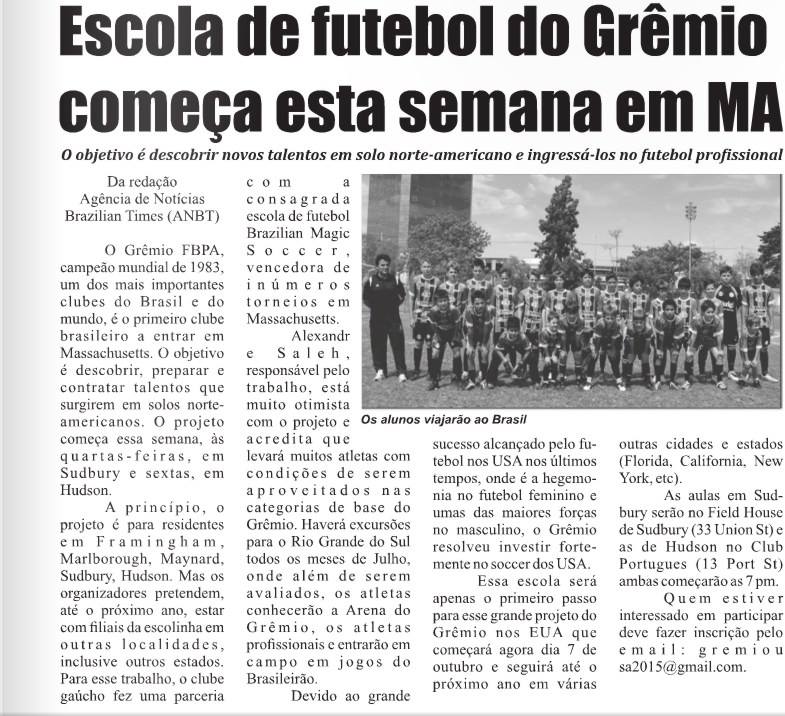 Escola de futebol do Grêmio
começa esta semana em MA
O objetivo é descobrir novos talentos em solo norte-americano e ingressá-los no futebol profissional
Da redação
Agência de Notícias
Brazilian Times (ANBT)
O Grêmio FBPA,
campeão mundial de 1983,
um dos mais importantes
clubes do Brasil e do
mundo, é o primeiro clube
brasileiro a entrar em
Massachusetts. O objetivo
é descobrir, preparar e
contratar talentos que
surgirem em solos norte-
americanos. O projeto
começa essa semana, às
quartas-feiras, em
Sudbury e sextas, em
Hudson.
A princípio, o
projeto é para residentes
em Framingham,
Marlborough, Maynard,
Sudbury, Hudson. Mas os
organizadores pretendem,
até o próximo ano, estar
com filiais da escolinha em
outras localidades,
inclusive outros estados.
Para esse trabalho, o clube
gaúcho fez uma parceria
com a
consagrada
escola de futebol
Brazilian Magic
Soccer,
vencedora de
inúmeros
torneios em
Massachusetts.
Alexandr
e Saleh,
responsável pelo
trabalho, está
muito otimista
com o projeto e
acredita que
levará muitos atletas com
condições de serem
aproveitados nas
categorias de base do
Grêmio. Haverá excursões
para o Rio Grande do Sul
todos os meses de Julho,
onde além de serem
avaliados, os atletas
conhecerão a Arena do
Grêmio, os atletas
profissionais e entrarão em
campo em jogos do
Brasileirão.
Devido ao grande
Os alunos viajarão ao Brasil
sucesso alcançado pelo fu-
tebol nos USA nos últimos
tempos, onde é a hegemo-
nia no futebol feminino e
umas das maiores forças
no masculino, o Grêmio
resolveu investir forte-
mente no soccer dos USA.
Essa escola será
apenas o primeiro passo
para esse grande projeto do
Grêmio nos EUA que
começará agora dia 7 de
outubro e seguirá até o
próximo ano em várias
outras cidades e estados
(Florida, California, New
York, etc).
As aulas em Sud-
bury serão no Field House
de Sudbury (33 Union St) e
as de Hudson no Club
Portugues (13 Port St)
ambas começarão as 7 pm.
Quem estiver
interessado em participar
deve fazer inscrição pelo
email: gremiou
sa2015@gmail.com.